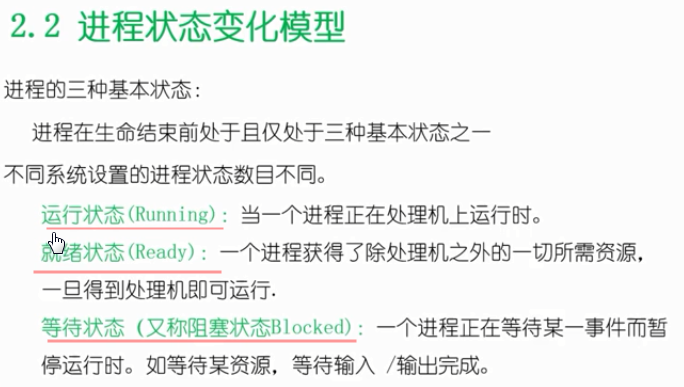 2.2 进程状态变化模型
进程的三种基本状态：
进程在生命结束前处于且仅处于三种基本状态之一
不同系统设置的进程状态数目不同。
运行状态(Running)：当一个进程正在处理机上运行时。
就绪状态(Ready)：一个进程获得了除处理机之外的一切所需资源，
一旦得到处理机即可运行.
等待状态（又称阻塞状态Blocked)：一个进程正在等待某一事件而暂
停运行时。如等待某资源，等待输入 /输出完成。